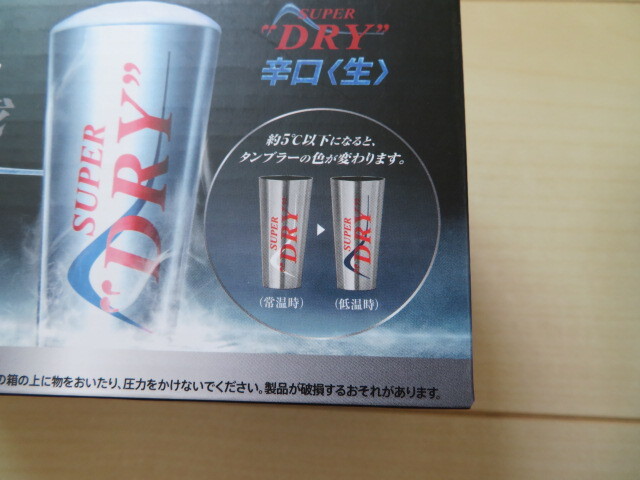 SUPER
"DRY"
辛口〈生〉
SUPER
"DRY"
約5℃以下になると、
タンブラーの色が変わります。
SUPER
"DRY"
SUPER
"DRY"
(常温時)
(低温時)
の箱の上に物をおいたり、圧力をかけないでください。製品が破損するおそれがあります。